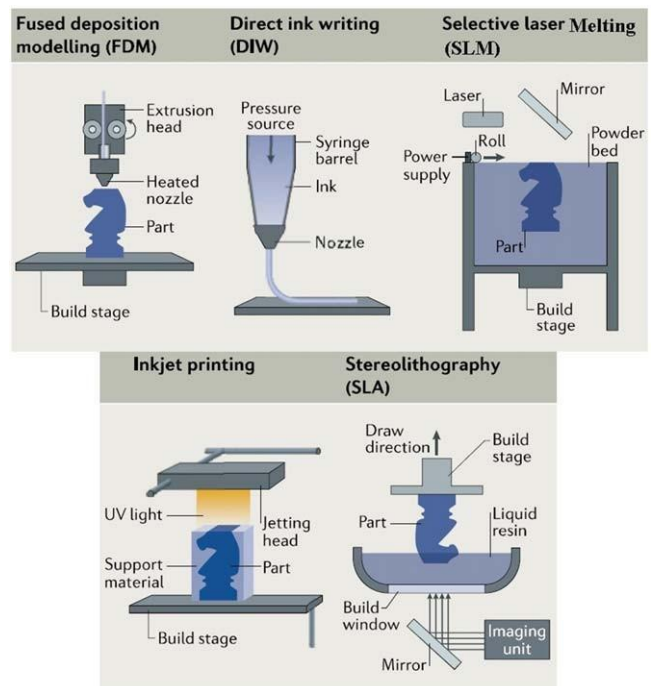 Fused deposition
modelling (FDM)
Extrusion
head
Heated
nozzle
Part
Build stage
Direct ink writing
(DIW)
Pressure
source
Syringe
barrel
Ink
Nozzle
Selective laser Melting
(SLM)
Laser
Mirror
Roll
Powder
bed
Power
supply
Part
Build
stage
Inkjet printing
UV light
Jetting
head
Support
material
Part
Build stage
Stereolithography
(SLA)
Draw
direction
Build
stage
Part
Liquid
resin
Build
window
Mirror
Imaging
unit